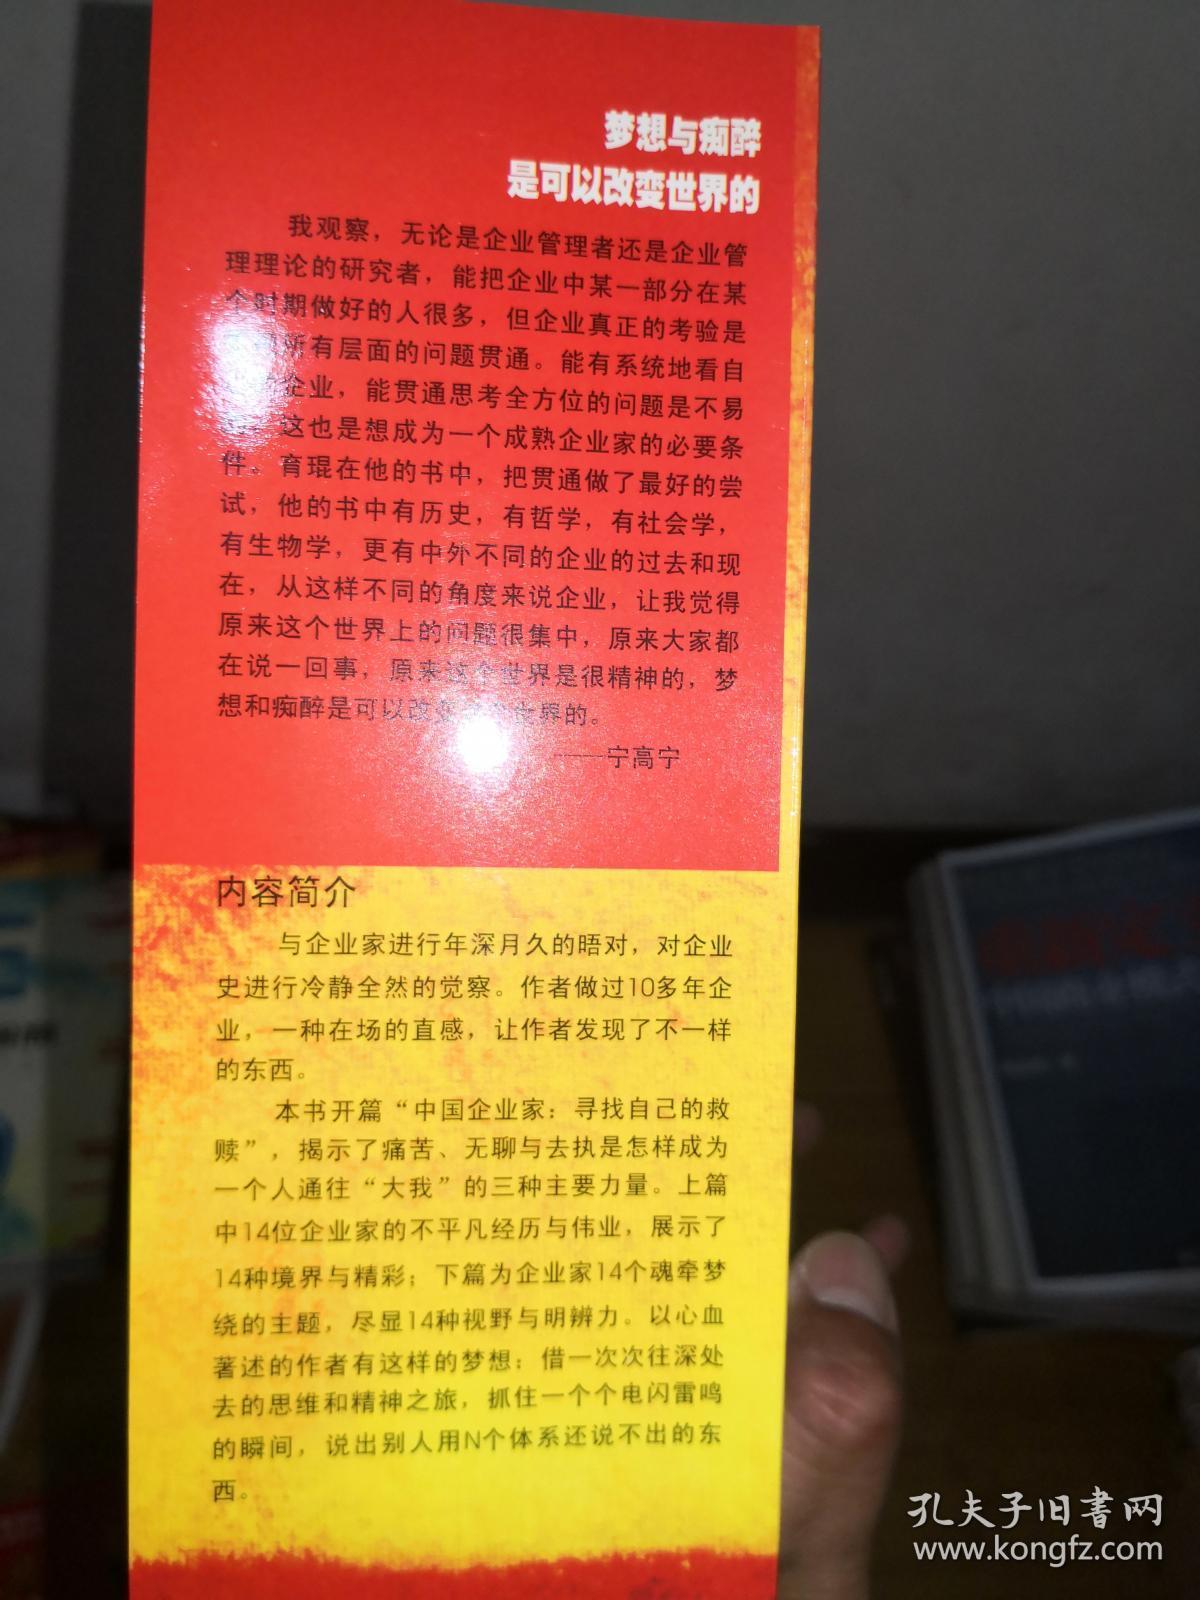 梦想与痴醉
是可以改变世界的
我观察，无论是企业管理者还是企业管
理理论的研究者，能把企业中某一部分在某
个时期做好的人很多，但企业真正的考验是
所有层面的问题贯通。能有系统地看自
企业，能贯通思考全方位的问题是不易
这也是想成为一个成熟企业家的必要条
件。育琨在他的书中，把贯通做了最好的尝
试，他的书中有历史，有哲学，有社会学，
有生物学，更有中外不同的企业的过去和现
在，从这样不同的角度来说企业，让我觉得
原来这个世界上的问题很集中，原来大家都
在说一回事，原来这个世界是很精神的，梦
想和痴醉是可以改变世界的。
——宁高宁
内容简介
与企业家进行年深月久的晤对，对企业
史进行冷静全然的觉察。作者做过10多年企
业，一种在场的直感，让作者发现了不一样
的东西。
本书开篇“中国企业家：寻找自己的救
赎”，揭示了痛苦、无聊与去执是怎样成为
一个人通往“大我”的三种主要力量。上篇
中14位企业家的不平凡经历与伟业，展示了
14种境界与精彩；下篇为企业家14个魂牵梦
绕的主题，尽显14种视野与明辨力。以心血
著述的作者有这样的梦想：借一次次往深处
去的思维和精神之旅，抓住一个个电闪雷鸣
的瞬间，说出别人用N个体系还说不出的东
西。
孔夫子旧书网
www.kongfz.com